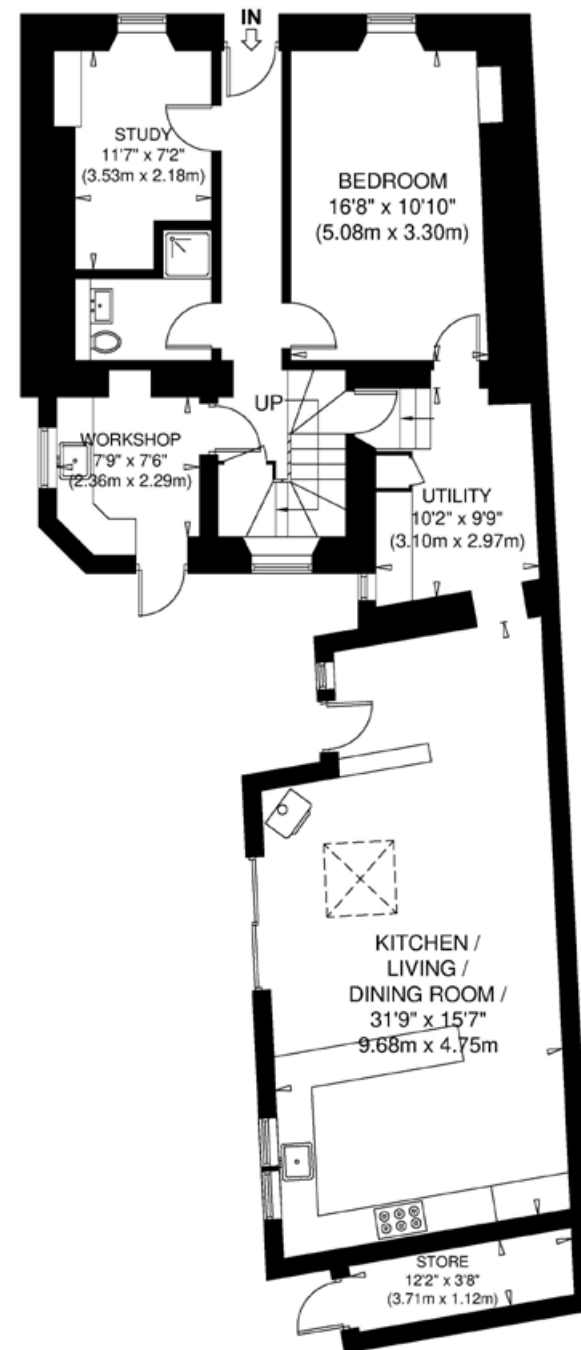 IN
STUDY
11'7" x 7'2"
(3.53m x 2.18m)
BEDROOM
16'8" x 10'10"
(5.08m x 3.30m)
UP
WORKSHOP
7'9" x 7'6"
(2.36m x 2.29m)
UTILITY
10'2" x 9'9"
(3.10m x 2.97m)
KITCHEN /
LIVING /
DINING ROOM /
31'9" x 15'7"
9.68m x 4.75m
STORE
12'2" x 3'8"
(3.71m x 1.12m)